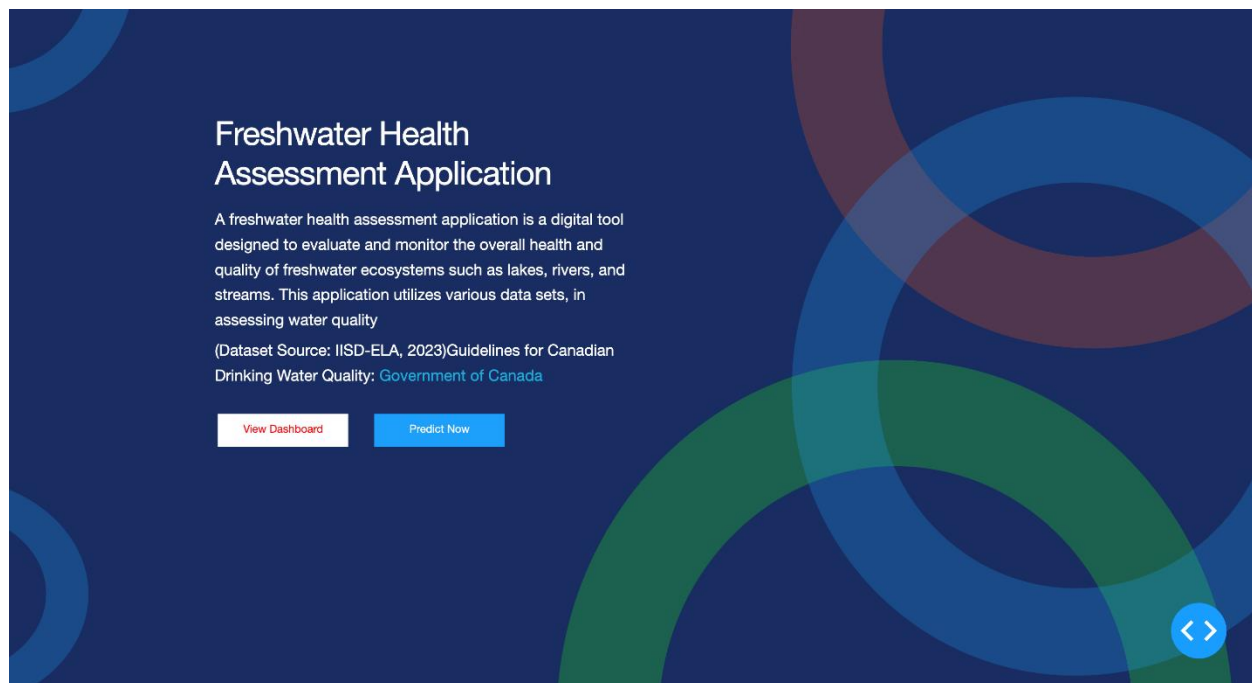 Freshwater Health
Assessment Application
A freshwater health assessment application is a digital tool
designed to evaluate and monitor the overall health and
quality of freshwater ecosystems such as lakes, rivers, and
streams. This application utilizes various data sets, in
assessing water quality
(Dataset Source: IISD-ELA, 2023)Guidelines for Canadian
Drinking Water Quality: Government of Canada
View Dashboard
Predict Now